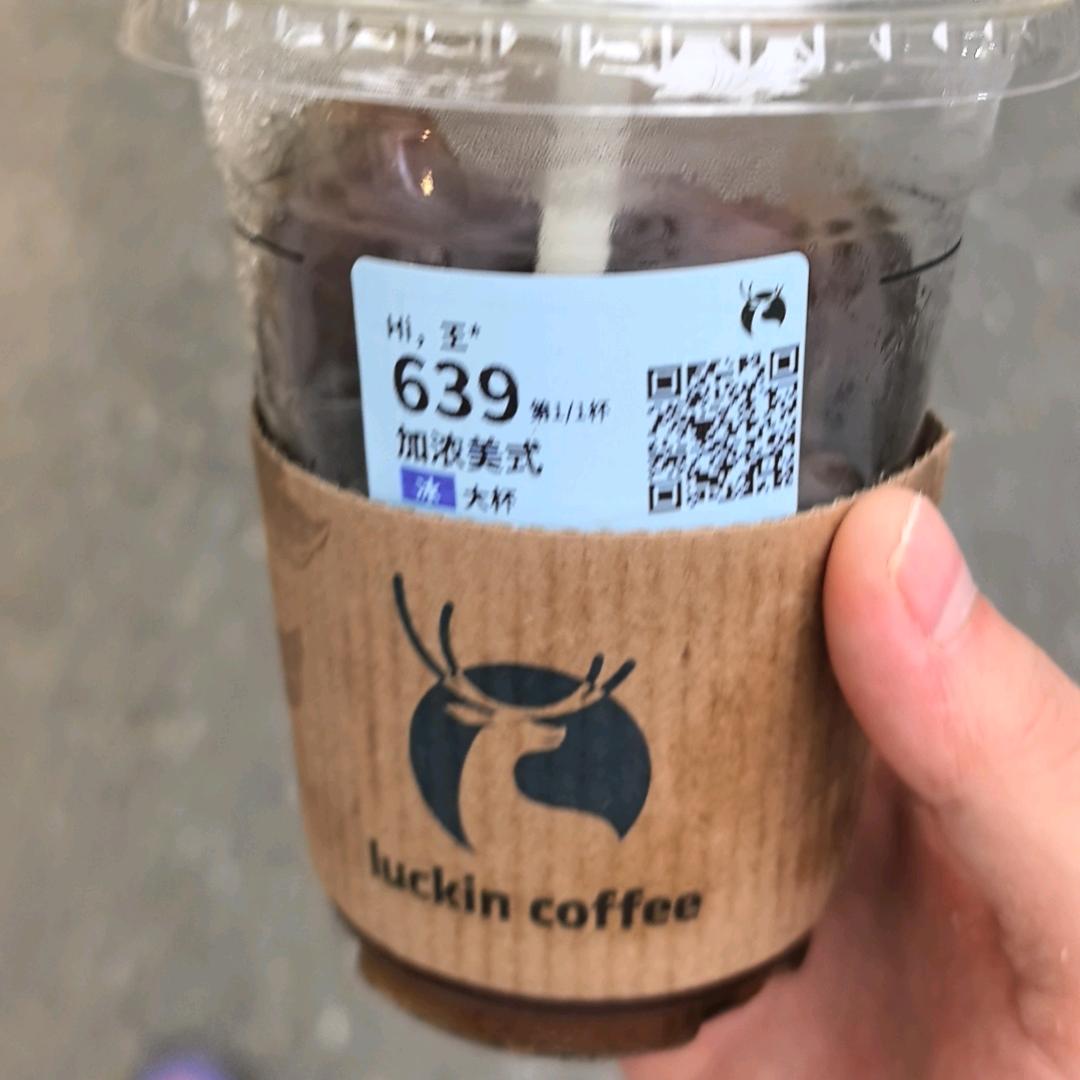 Hi, 王*
639 第1/1杯
加浓美式
冰 大杯
luckin coffee